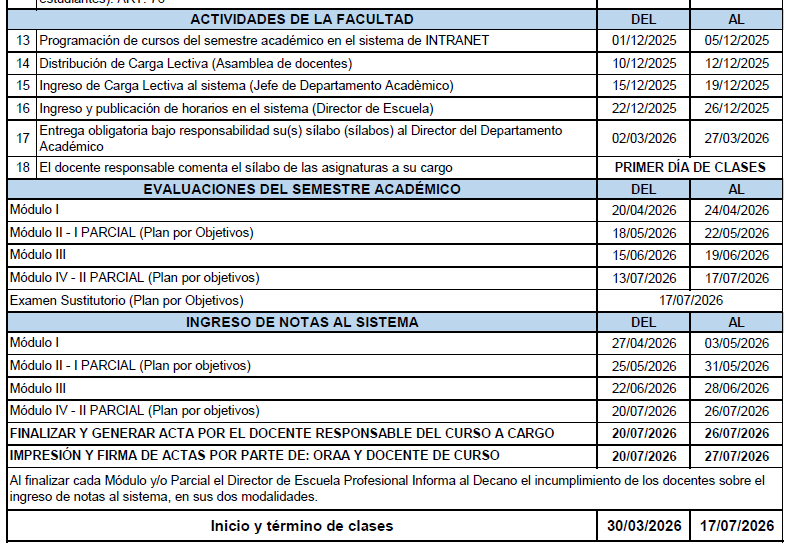 estudiantes). ART. 76
ACTIVIDADES DE LA FACULTAD DEL AL
13 Programación de cursos del semestre académico en el sistema de INTRANET 01/12/2025 05/12/2025
14 Distribución de Carga Lectiva (Asamblea de docentes) 10/12/2025 12/12/2025
15 Ingreso de Carga Lectiva al sistema (Jefe de Departamento Acadèmico) 15/12/2025 19/12/2025
16 Ingreso y publicación de horarios en el sistema (Director de Escuela) 22/12/2025 26/12/2025
17 Entrega obligatoria bajo responsabilidad su(s) sílabo (sílabos) al Director del Departamento
Académico 02/03/2026 27/03/2026
18 El docente responsable comenta el sílabo de las asignaturas a su cargo PRIMER DÍA DE CLASES
EVALUACIONES DEL SEMESTRE ACADÉMICO DEL AL
Módulo I 20/04/2026 24/04/2026
Módulo II - I PARCIAL (Plan por Objetivos) 18/05/2026 22/05/2026
Módulo III 15/06/2026 19/06/2026
Módulo IV - II PARCIAL (Plan por objetivos) 13/07/2026 17/07/2026
Examen Sustitutorio (Plan por Objetivos) 17/07/2026
INGRESO DE NOTAS AL SISTEMA DEL AL
Módulo I 27/04/2026 03/05/2026
Módulo II - I PARCIAL (Plan por objetivos) 25/05/2026 31/05/2026
Módulo III 22/06/2026 28/06/2026
Módulo IV - II PARCIAL (Plan por objetivos) 20/07/2026 26/07/2026
FINALIZAR Y GENERAR ACTA POR EL DOCENTE RESPONSABLE DEL CURSO A CARGO 20/07/2026 26/07/2026
IMPRESIÓN Y FIRMA DE ACTAS POR PARTE DE: ORAA Y DOCENTE DE CURSO 20/07/2026 27/07/2026
Al finalizar cada Módulo y/o Parcial el Director de Escuela Profesional Informa al Decano el incumplimiento de los docentes sobre el
ingreso de notas al sistema, en sus dos modalidades.
Inicio y término de clases 30/03/2026 17/07/2026